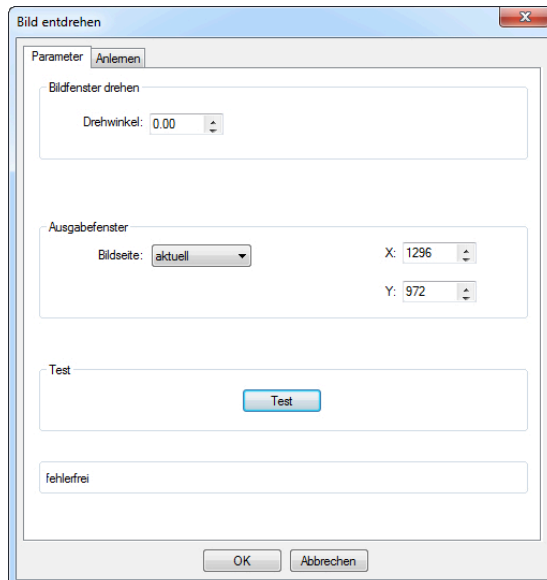 Bild entdrehen
Parameter Anlernen
Bildfenster drehen
Drehwinkel: 0.00
Ausgabefenster
Bildseite: aktuell X: 1296
Y: 972
Test
Test
fehlerfrei
OK Abbrechen